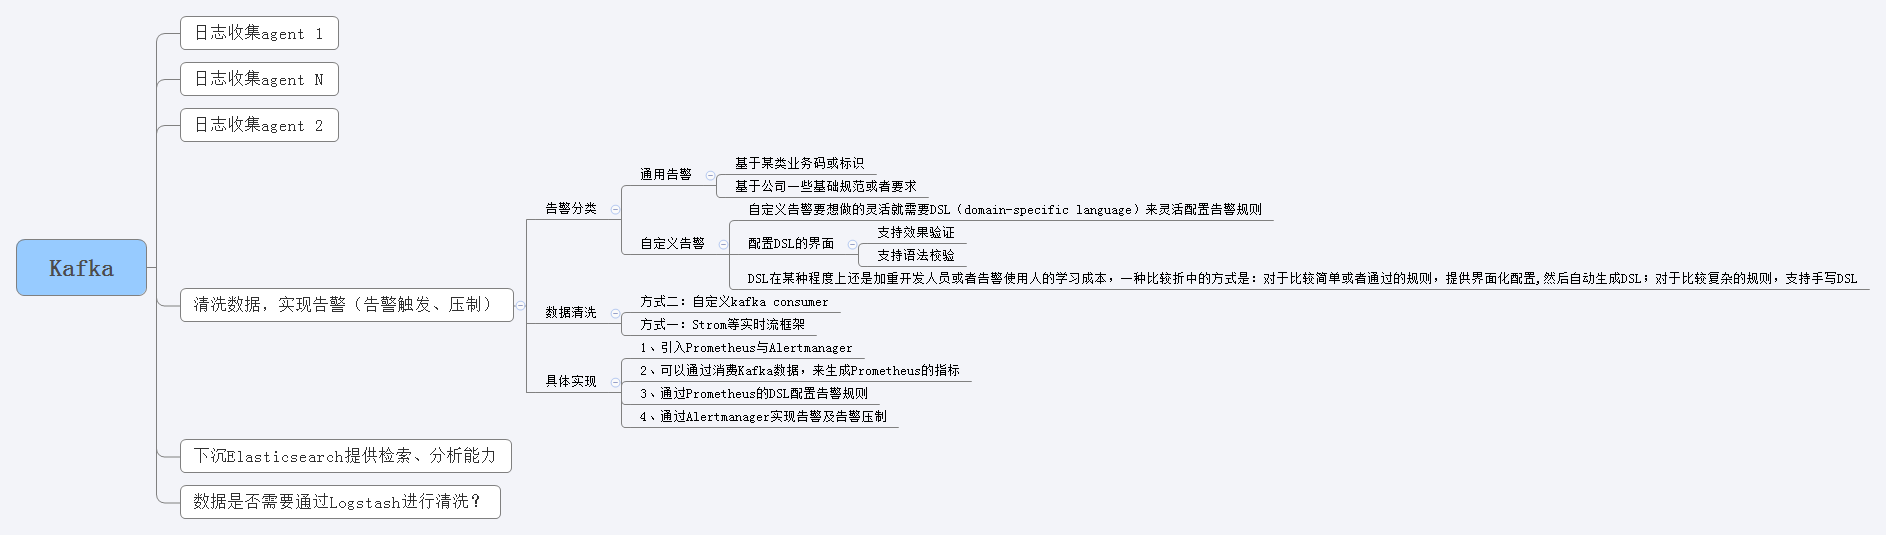 Kafka
日志收集agent 1
日志收集agent N
日志收集agent 2
清洗数据，实现告警（告警触发、压制）
告警分类
通用告警
基于某类业务码或标识
基于公司一些基础规范或者要求
自定义告警
自定义告警要想做的灵活就需要DSL（domain-specific language）来灵活配置告警规则
配置DSL的界面
支持效果验证
支持语法校验
DSL在某种程度上还是加重开发人员或者告警使用人的学习成本，一种比较折中的方式是：对于比较简单或者通过的规则，提供界面化配置,然后自动生成DSL；对于比较复杂的规则，支持手写DSL
数据清洗
方式二：自定义kafka consumer
方式一：Strom等实时流框架
具体实现
1、引入Prometheus与Alertmanager
2、可以通过消费Kafka数据，来生成Prometheus的指标
3、通过Prometheus的DSL配置告警规则
4、通过Alertmanager实现告警及告警压制
下沉Elasticsearch提供检索、分析能力
数据是否需要通过Logstash进行清洗？